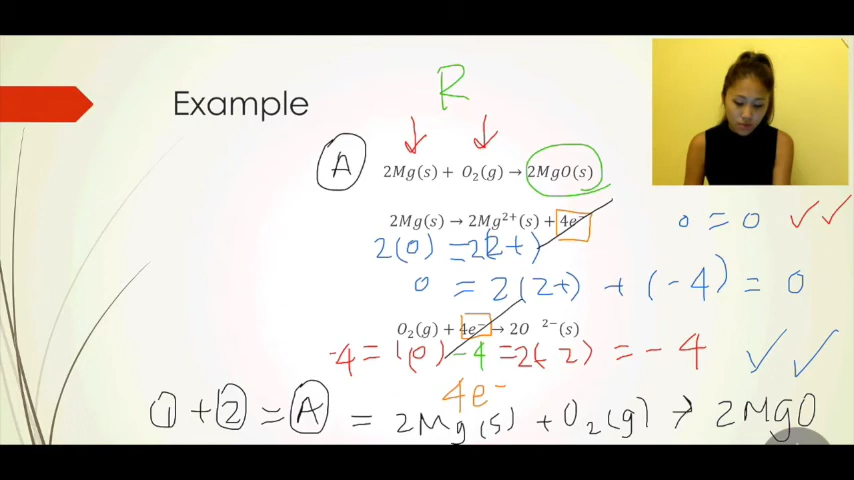 R
Example
A 2Mg(s) + O₂(g) → 2MgO(s)
2Mg(s) → 2Mg²⁺(s) + 4e⁻ 0 = 0 ✓✓
2(0) = 2(2+)
0 = 2(2+) + (-4) = 0
O₂(g) + 4e⁻ → 2O ²⁻(s)
-4 = 1(0) -4 = 2(-2) = -4 ✓✓
4e⁻
① + ② = Ⓐ = 2Mg(s) + O₂(g) → 2MgO